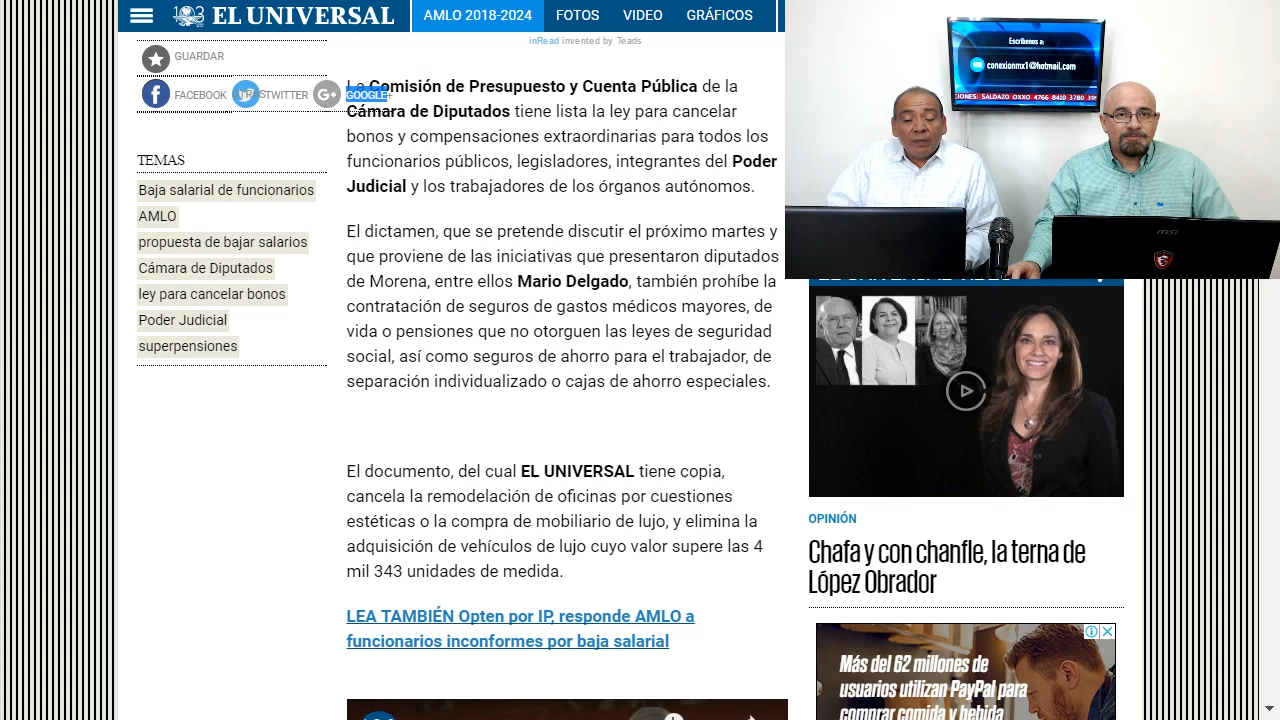 EL UNIVERSAL
AMLO 2018-2024
FOTOS
VIDEO
GRÁFICOS
inRead invented by Teads
GUARDAR
FACEBOOK
TWITTER
GOOGLE+
TEMAS
Baja salarial de funcionarios
AMLO
propuesta de bajar salarios
Cámara de Diputados
ley para cancelar bonos
Poder Judicial
superpensiones
La Comisión de Presupuesto y Cuenta Pública de la
Cámara de Diputados tiene lista la ley para cancelar
bonos y compensaciones extraordinarias para todos los
funcionarios públicos, legisladores, integrantes del Poder
Judicial y los trabajadores de los órganos autónomos.
El dictamen, que se pretende discutir el próximo martes y
que proviene de las iniciativas que presentaron diputados
de Morena, entre ellos Mario Delgado, también prohíbe la
contratación de seguros de gastos médicos mayores, de
vida o pensiones que no otorguen las leyes de seguridad
social, así como seguros de ahorro para el trabajador, de
separación individualizado o cajas de ahorro especiales.
El documento, del cual EL UNIVERSAL tiene copia,
cancela la remodelación de oficinas por cuestiones
estéticas o la compra de mobiliario de lujo, y elimina la
adquisición de vehículos de lujo cuyo valor supere las 4
mil 343 unidades de medida.
LEA TAMBIÉN Opten por IP, responde AMLO a
funcionarios inconformes por baja salarial
Escríbenos a:
conexionmx1@hotmail.com
CIONES: SALDAZO OXXO 4766 8410 3780
msi
OPINIÓN
Chafa y con chanfle, la terna de
López Obrador
Más del 62 millones de
usuarios utilizan PayPal para
comprar comida y bebida